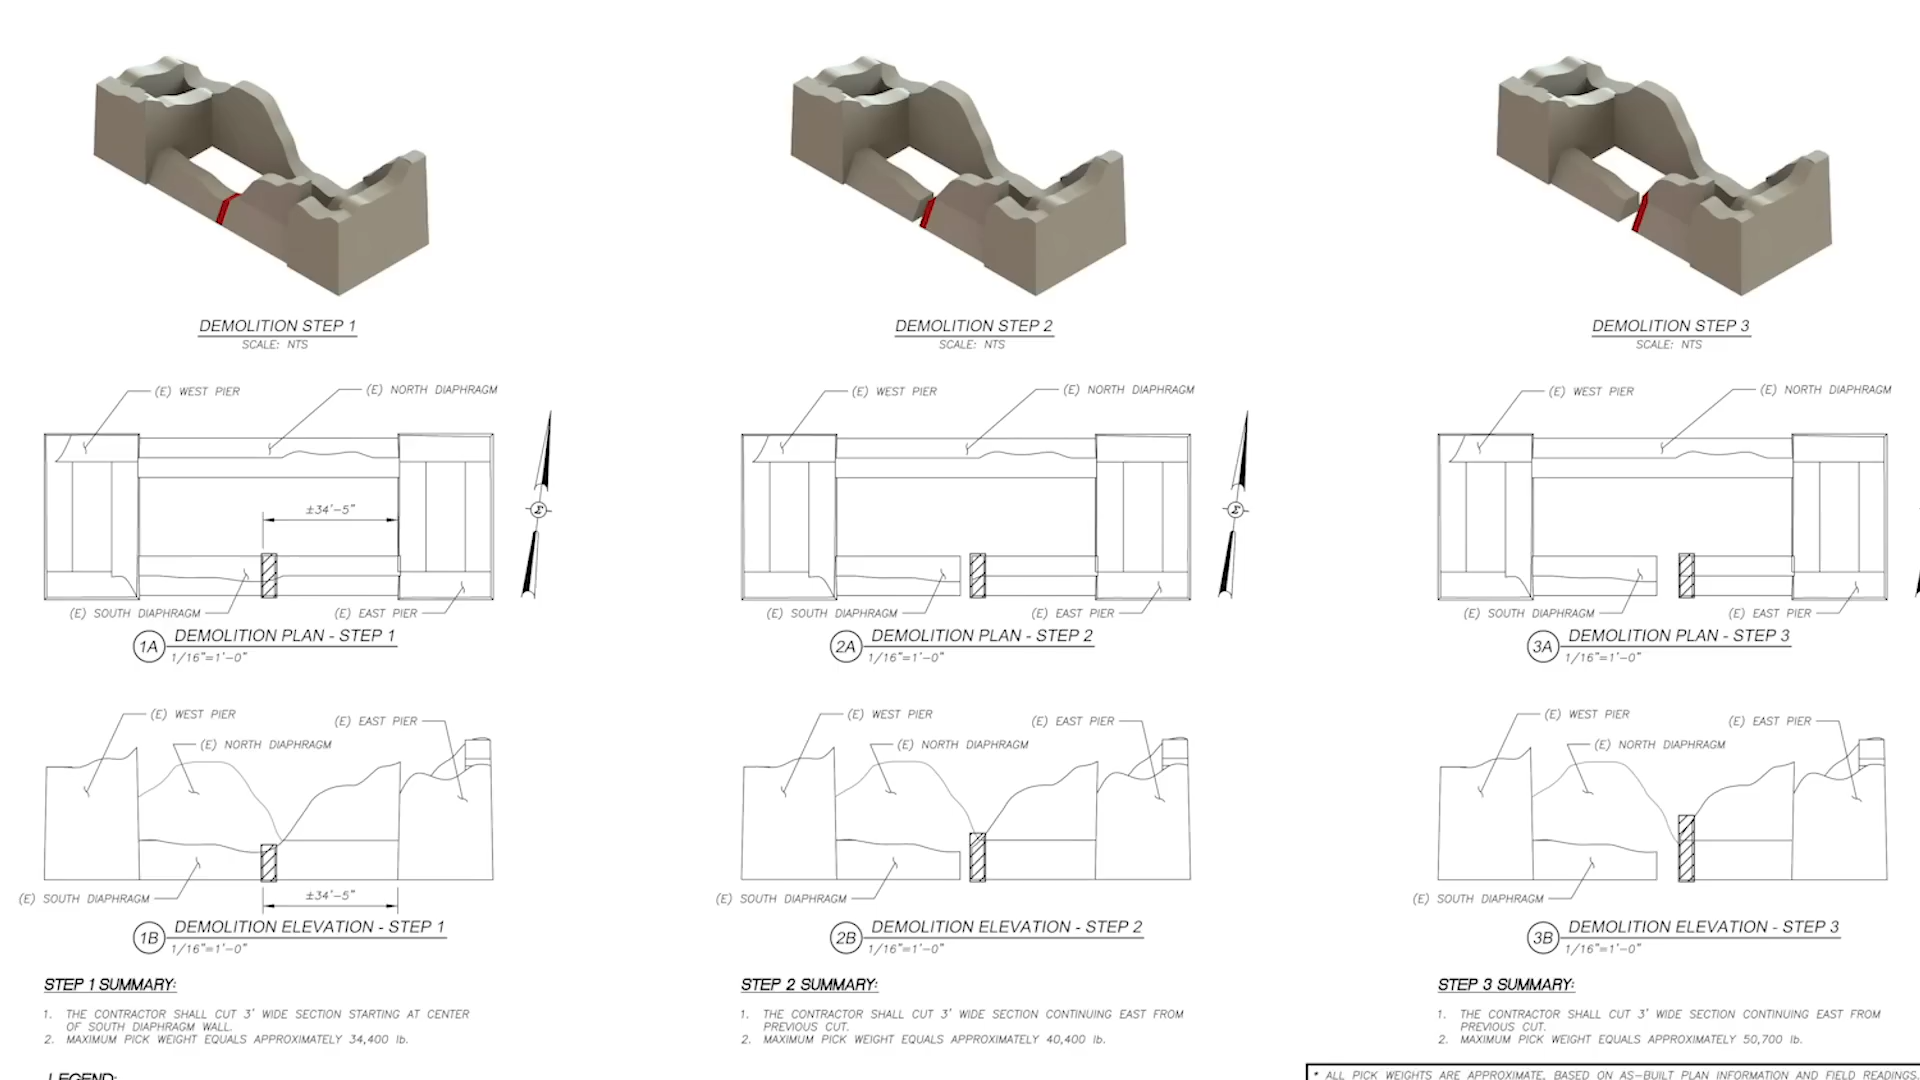 DEMOLITION STEP 1
SCALE: NTS
(E) WEST PIER
(E) NORTH DIAPHRAGM
±34'-5"
(E) SOUTH DIAPHRAGM
(E) EAST PIER
1A DEMOLITION PLAN - STEP 1
1/16"=1'-0"
(E) WEST PIER
(E) EAST PIER
(E) NORTH DIAPHRAGM
(E) SOUTH DIAPHRAGM
±34'-5"
1B DEMOLITION ELEVATION - STEP 1
1/16"=1'-0"
STEP 1 SUMMARY:
1. THE CONTRACTOR SHALL CUT 3' WIDE SECTION STARTING AT CENTER
OF SOUTH DIAPHRAGM WALL.
2. MAXIMUM PICK WEIGHT EQUALS APPROXIMATELY 34,400 lb.
LEGEND:
DEMOLITION STEP 2
SCALE: NTS
(E) WEST PIER
(E) NORTH DIAPHRAGM
(E) SOUTH DIAPHRAGM
(E) EAST PIER
2A DEMOLITION PLAN - STEP 2
1/16"=1'-0"
(E) WEST PIER
(E) EAST PIER
(E) NORTH DIAPHRAGM
(E) SOUTH DIAPHRAGM
2B DEMOLITION ELEVATION - STEP 2
1/16"=1'-0"
STEP 2 SUMMARY:
1. THE CONTRACTOR SHALL CUT 3' WIDE SECTION CONTINUING EAST FROM
PREVIOUS CUT.
2. MAXIMUM PICK WEIGHT EQUALS APPROXIMATELY 40,400 lb.
DEMOLITION STEP 3
SCALE: NTS
(E) WEST PIER
(E) NORTH DIAPHRAGM
(E) SOUTH DIAPHRAGM
(E) EAST PIER
3A DEMOLITION PLAN - STEP 3
1/16"=1'-0"
(E) WEST PIER
(E) EAST PIER
(E) NORTH DIAPHRAGM
(E) SOUTH DIAPHRAGM
3B DEMOLITION ELEVATION - STEP 3
1/16"=1'-0"
STEP 3 SUMMARY:
1. THE CONTRACTOR SHALL CUT 3' WIDE SECTION CONTINUING EAST FROM
PREVIOUS CUT.
2. MAXIMUM PICK WEIGHT EQUALS APPROXIMATELY 50,700 lb.
* ALL PICK WEIGHTS ARE APPROXIMATE, BASED ON AS-BUILT PLAN INFORMATION AND FIELD READINGS.